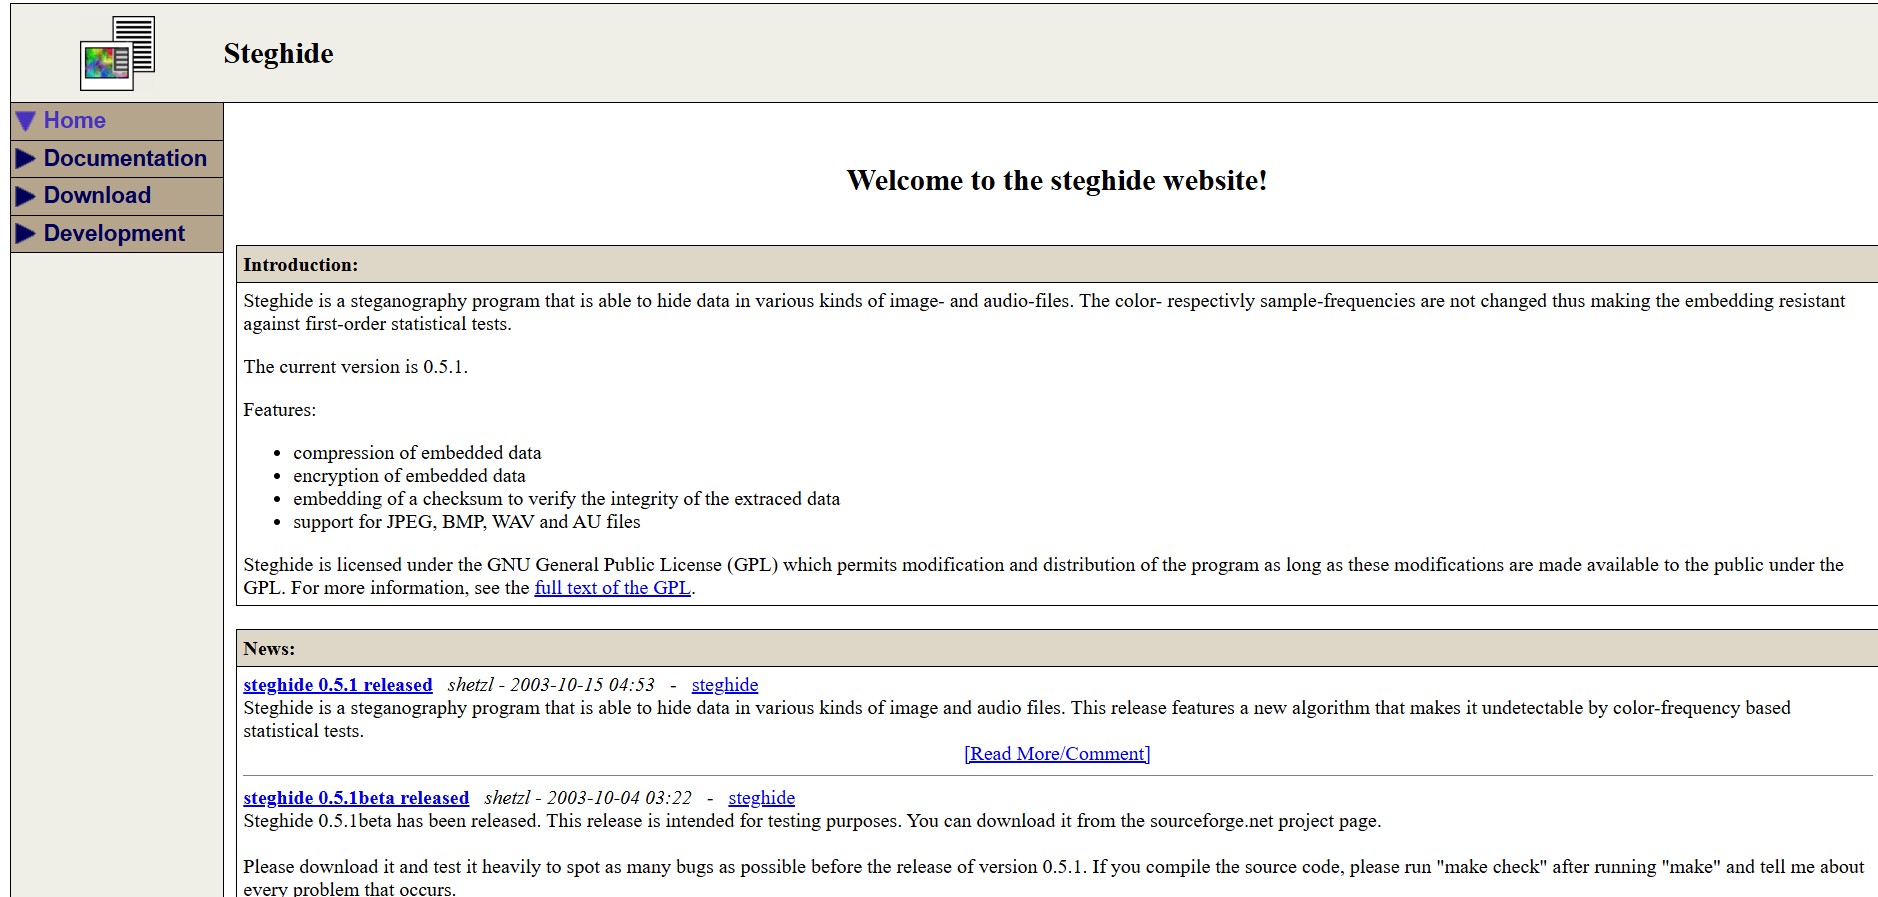 Steghide
Home
Documentation
Download
Development
Welcome to the steghide website!
Introduction:
Steghide is a steganography program that is able to hide data in various kinds of image- and audio-files. The color- respectivly sample-frequencies are not changed thus making the embedding resistant
against first-order statistical tests.
The current version is 0.5.1.
Features:
• compression of embedded data
• encryption of embedded data
• embedding of a checksum to verify the integrity of the extraced data
• support for JPEG, BMP, WAV and AU files
Steghide is licensed under the GNU General Public License (GPL) which permits modification and distribution of the program as long as these modifications are made available to the public under the
GPL. For more information, see the full text of the GPL.
News:
steghide 0.5.1 released shetzl - 2003-10-15 04:53 - steghide
Steghide is a steganography program that is able to hide data in various kinds of image and audio files. This release features a new algorithm that makes it undetectable by color-frequency based
statistical tests.
[Read More/Comment]
steghide 0.5.1beta released shetzl - 2003-10-04 03:22 - steghide
Steghide 0.5.1beta has been released. This release is intended for testing purposes. You can download it from the sourceforge.net project page.
Please download it and test it heavily to spot as many bugs as possible before the release of version 0.5.1. If you compile the source code, please run "make check" after running "make" and tell me about
every problem that occurs.